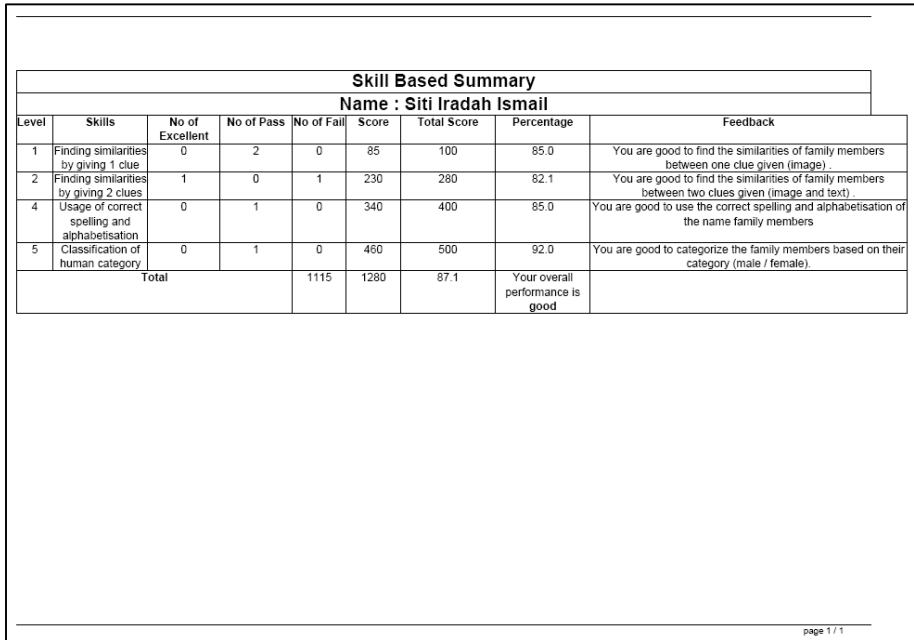 Skill Based Summary
Name : Siti Iradah Ismail
Level Skills No of Excellent No of Pass No of Fail Score Total Score Percentage Feedback
1 Finding similarities by giving 1 clue 0 2 0 85 100 85.0 You are good to find the similarities of family members between one clue given (image) .
2 Finding similarities by giving 2 clues 1 0 1 230 280 82.1 You are good to find the similarities of family members between two clues given (image and text) .
4 Usage of correct spelling and alphabetisation 0 1 0 340 400 85.0 You are good to use the correct spelling and alphabetisation of the name family members
5 Classification of human category 0 1 0 460 500 92.0 You are good to categorize the family members based on their category (male / female).
Total 1115 1280 87.1 Your overall performance is good
page 1 / 1